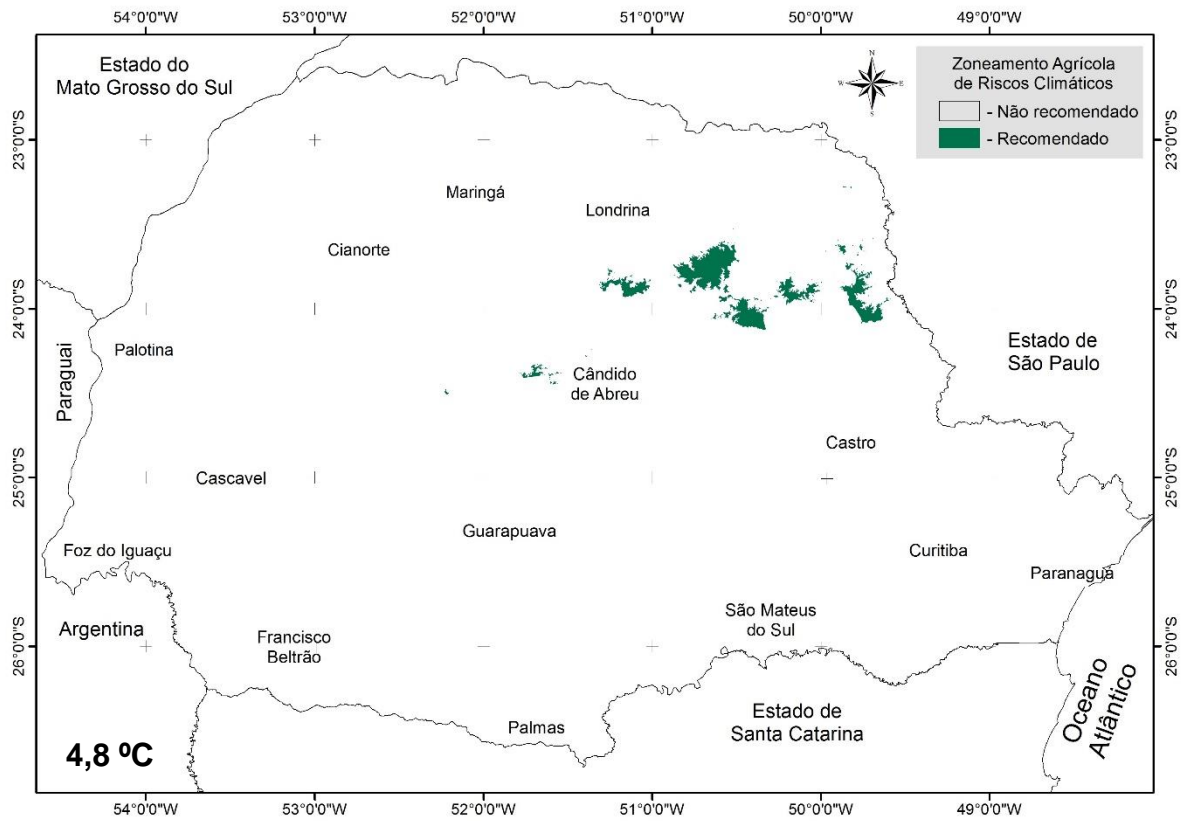 54°0'0"W 53°0'0"W 52°0'0"W 51°0'0"W 50°0'0"W 49°0'0"W
Estado do
Mato Grosso do Sul
N
W E
S
Zoneamento Agrícola
de Riscos Climáticos
- Não recomendado
- Recomendado
23°0'0"S 23°0'0"S
Maringá
Londrina
Cianorte
24°0'0"S 24°0'0"S
Palotina
Estado de
São Paulo
Paraguai
Cândido
de Abreu
Castro
25°0'0"S 25°0'0"S
Cascavel
Guarapuava
Foz do Iguaçu
Curitiba
Paranaguá
Argentina
São Mateus
do Sul
Francisco
Beltrão
26°0'0"S 26°0'0"S
Palmas
Estado de
Santa Catarina
Oceano
Atlântico
4,8 ºC
54°0'0"W 53°0'0"W 52°0'0"W 51°0'0"W 50°0'0"W 49°0'0"W